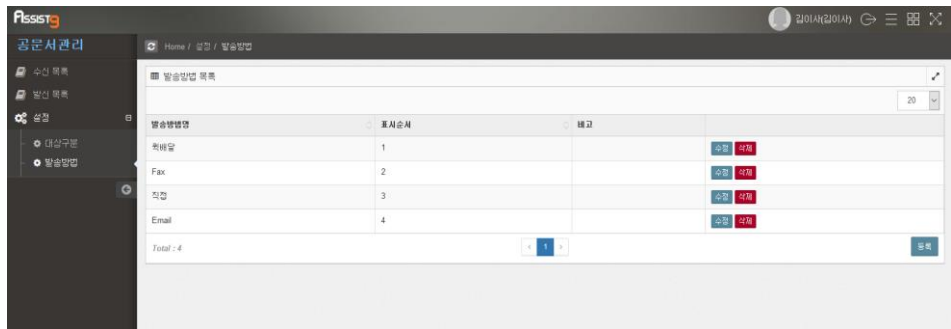 Assist9
김이사(김이사)
공문서관리
Home / 설정 / 발송방법
수신 목록
발신 목록
설정
대상구분
발송방법
발송방법 목록
20
발송방법명 표시순서 비고
퀵배달 1 수정 삭제
Fax 2 수정 삭제
직접 3 수정 삭제
Email 4 수정 삭제
Total : 4 1 등록